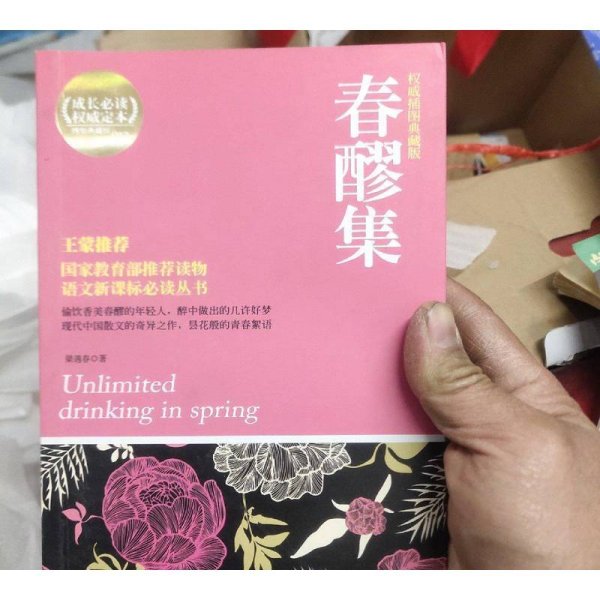 权威插图典藏版
春醪集
成长必读
权威定本
王蒙推荐
国家教育部推荐读物
语文新课标必读丛书
偷饮香美春醪的年轻人，醉中做出的几许好梦
现代中国散文的奇异之作，昙花般的青春絮语
梁遇春◎著
Unlimited
drinking in spring